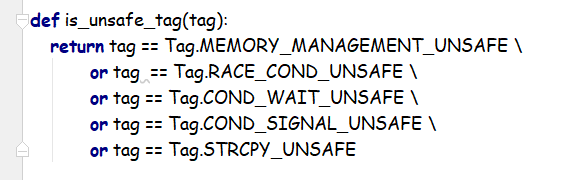 def is_unsafe_tag(tag):
return tag == Tag.MEMORY_MANAGEMENT_UNSAFE \
or tag == Tag.RACE_COND_UNSAFE \
or tag == Tag.COND_WAIT_UNSAFE \
or tag == Tag.COND_SIGNAL_UNSAFE \
or tag == Tag.STRCPY_UNSAFE